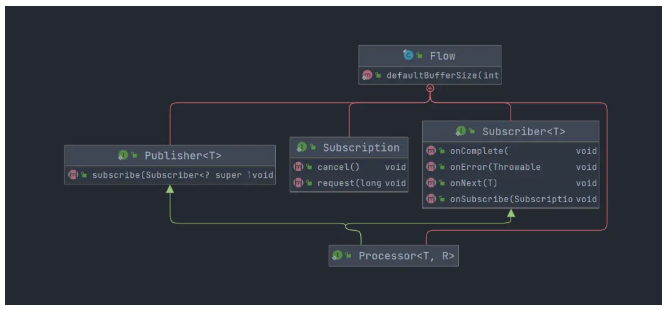 Flow
defaultBufferSize(int
Publisher<T>
subscribe(Subscriber<? super void
Subscription
cancel() void
request(long void
Subscriber<T>
onComplete( void
onError(Throwable void
onNext(T) void
onSubscribe(Subscriptio void
Processor<T, R>